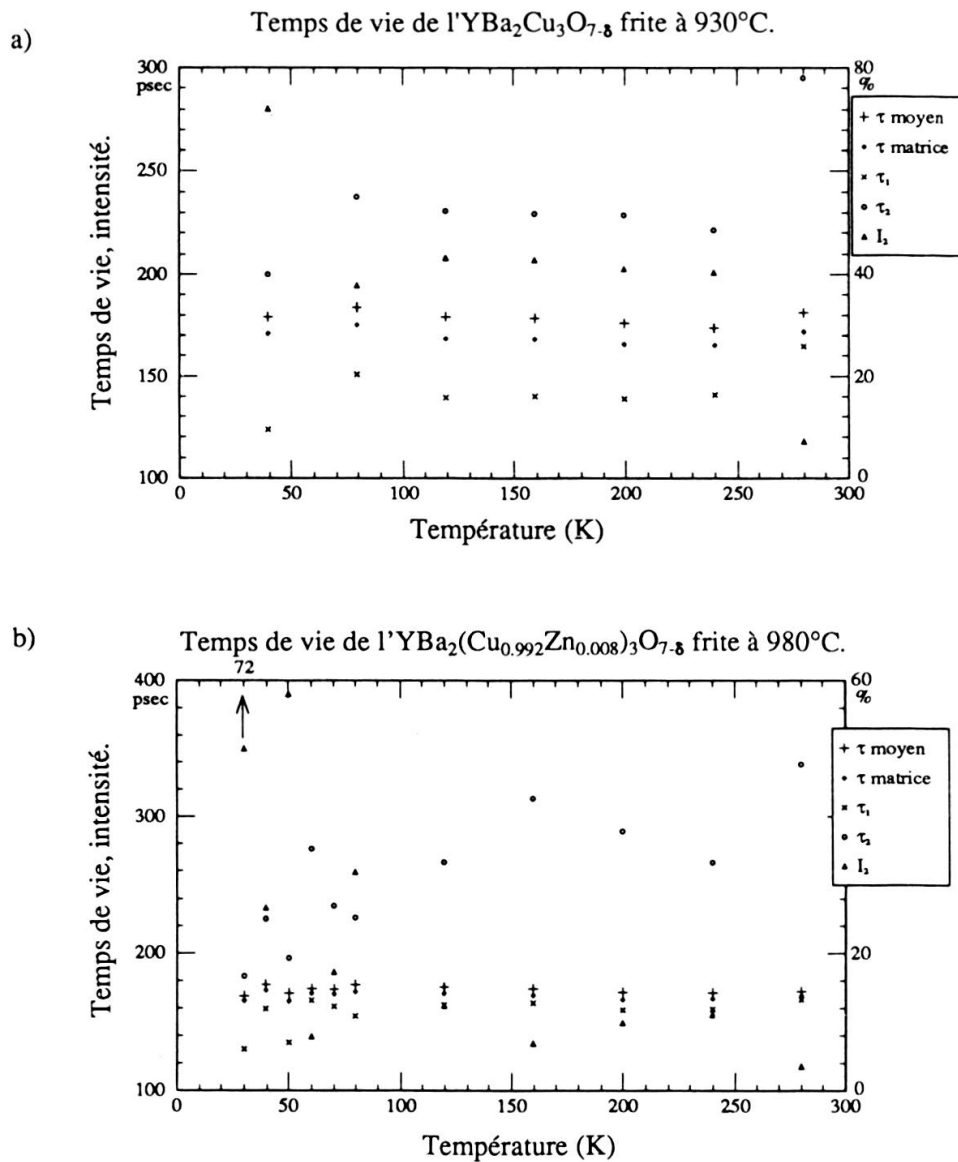 a)
Temps de vie de l'YBa₂Cu₃O₇₋δ frite à 930°C.
300
psec
250
200
150
100
Temps de vie, intensité.
80
%
40
20
0
+ τ moyen
• τ matrice
× τ₁
o τ₂
▲ I₂
0 50 100 150 200 250 300
Température (K)
b)
Temps de vie de l'YBa₂(Cu₀.₉₉₂Zn₀.₀₀₈)₃O₇₋δ frite à 980°C.
72
400
psec
300
200
100
Temps de vie, intensité.
60
%
20
0
+ τ moyen
• τ matrice
× τ₁
o τ₂
▲ I₂
0 50 100 150 200 250 300
Température (K)